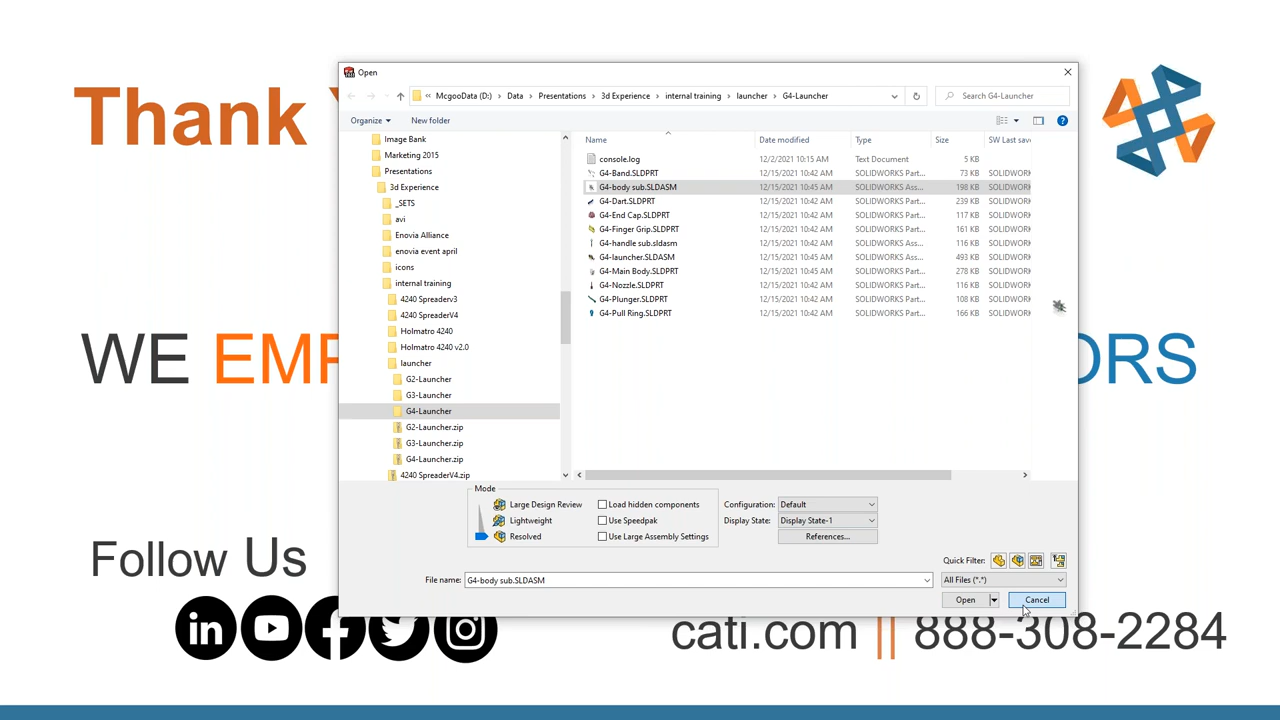 Thank
WE EMP
ORS
Follow Us
cati.com || 888-308-2284
Open
« McgooData (D:) › Data › Presentations › 3d Experience › internal training › launcher › G4-Launcher
Search G4-Launcher
Organize
New folder
Image Bank
Marketing 2015
Presentations
3d Experience
_SETS
avi
Enovia Alliance
enovia event april
icons
internal training
4240 Spreaderv3
4240 SpreaderV4
Holmatro 4240
Holmatro 4240 v2.0
launcher
G2-Launcher
G3-Launcher
G4-Launcher
G2-Launcher.zip
G3-Launcher.zip
G4-Launcher.zip
4240 SpreaderV4.zip
Name Date modified Type Size SW Last save
console.log 12/2/2021 10:15 AM Text Document 5 KB
G4-Band.SLDPRT 12/15/2021 10:42 AM SOLIDWORKS Part... 73 KB SOLIDWORK
G4-body sub.SLDASM 12/15/2021 10:45 AM SOLIDWORKS Ass... 198 KB SOLIDWORK
G4-Dart.SLDPRT 12/15/2021 10:42 AM SOLIDWORKS Part... 239 KB SOLIDWORK
G4-End Cap.SLDPRT 12/15/2021 10:42 AM SOLIDWORKS Part... 117 KB SOLIDWORK
G4-Finger Grip.SLDPRT 12/15/2021 10:42 AM SOLIDWORKS Part... 161 KB SOLIDWORK
G4-handle sub.sldasm 12/15/2021 10:42 AM SOLIDWORKS Ass... 116 KB SOLIDWORK
G4-launcher.SLDASM 12/15/2021 10:45 AM SOLIDWORKS Ass... 493 KB SOLIDWORK
G4-Main Body.SLDPRT 12/15/2021 10:45 AM SOLIDWORKS Part... 278 KB SOLIDWORK
G4-Nozzle.SLDPRT 12/15/2021 10:42 AM SOLIDWORKS Part... 116 KB SOLIDWORK
G4-Plunger.SLDPRT 12/15/2021 10:42 AM SOLIDWORKS Part... 108 KB SOLIDWORK
G4-Pull Ring.SLDPRT 12/15/2021 10:42 AM SOLIDWORKS Part... 166 KB SOLIDWORK
Mode
Large Design Review
Lightweight
Resolved
Load hidden components
Use Speedpak
Use Large Assembly Settings
Configuration: Default
Display State: Display State-1
References...
Quick Filter:
File name: G4-body sub.SLDASM
All Files (*.*)
Open
Cancel